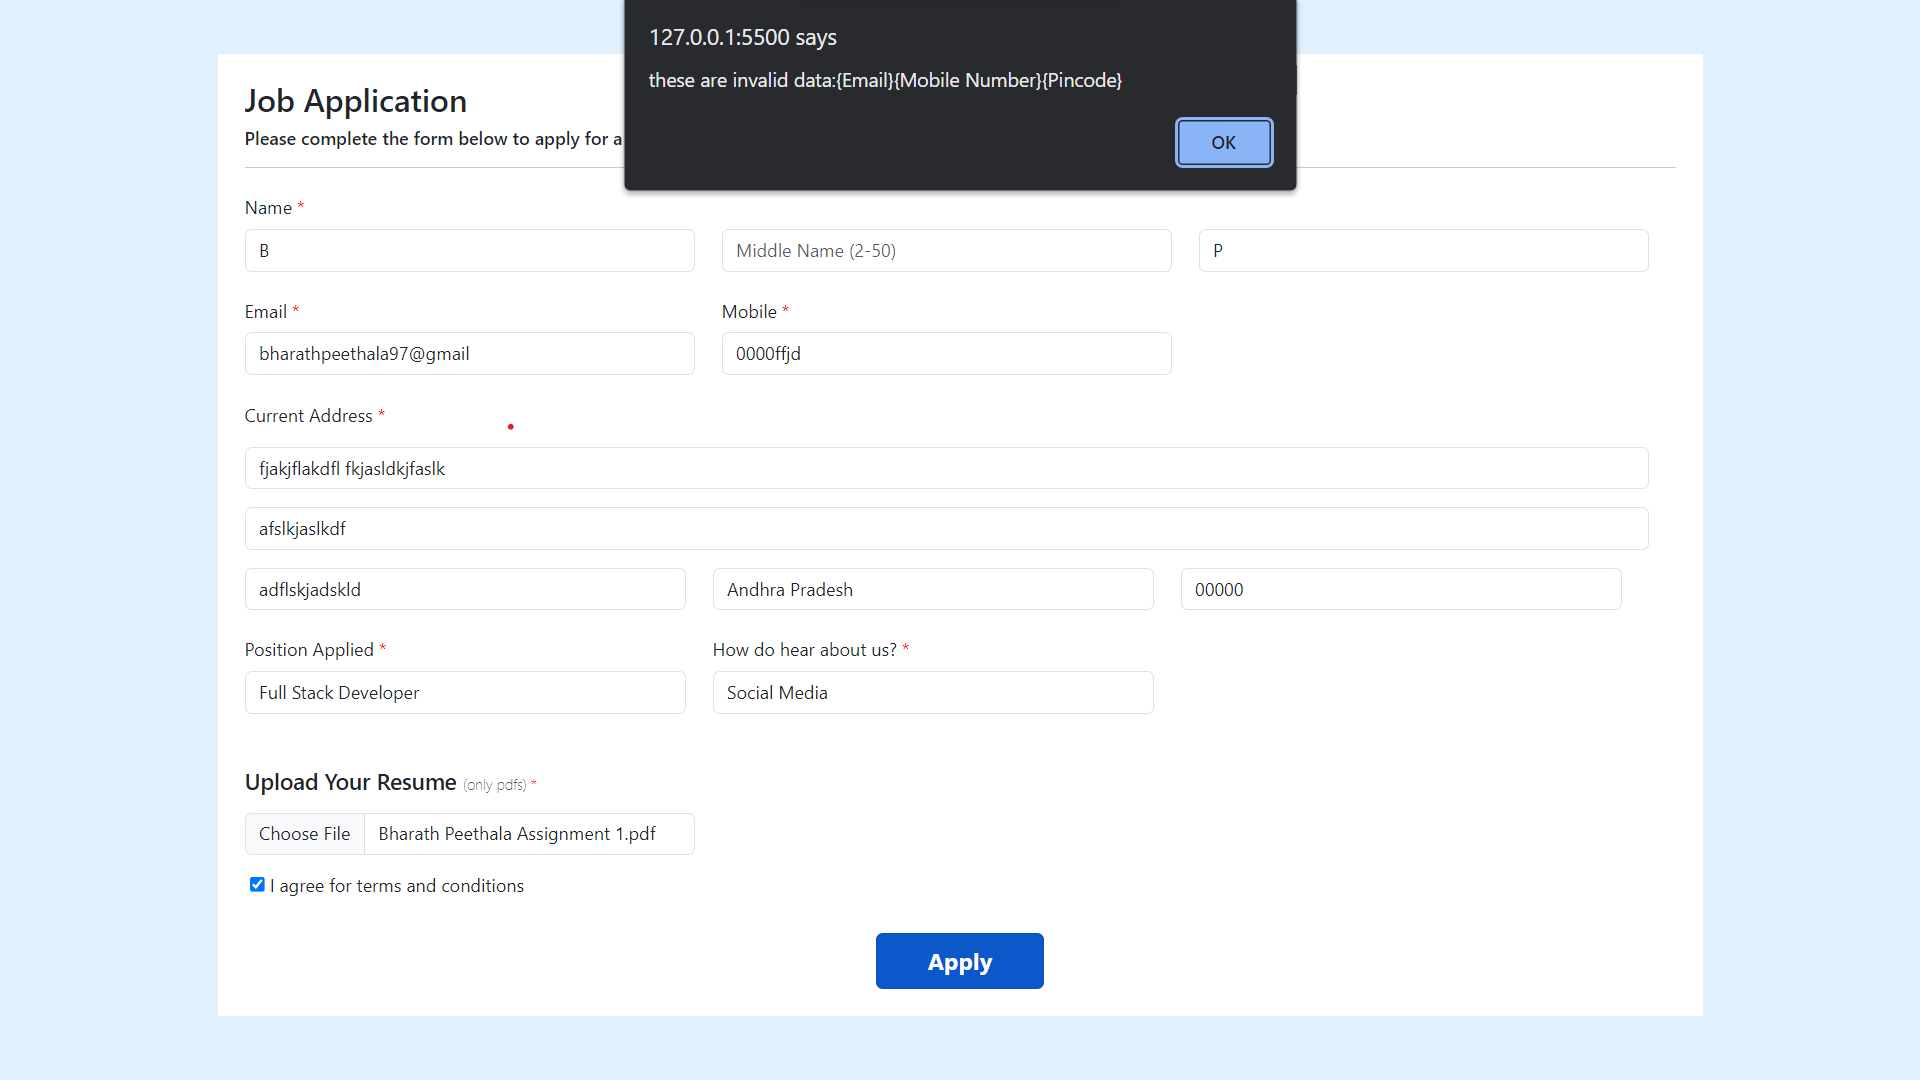 127.0.0.1:5500 says
these are invalid data:{Email}{Mobile Number}{Pincode}
OK
Job Application
Please complete the form below to apply for a
Name *
B
Middle Name (2-50)
P
Email *
Mobile *
bharathpeethala97@gmail
0000ffjd
Current Address *
fjakjflakdfl fkjasldkjfaslk
afslkjaslkdf
adflskjadskld
Andhra Pradesh
00000
Position Applied *
How do hear about us? *
Full Stack Developer
Social Media
Upload Your Resume (only pdfs) *
Choose File
Bharath Peethala Assignment 1.pdf
I agree for terms and conditions
Apply